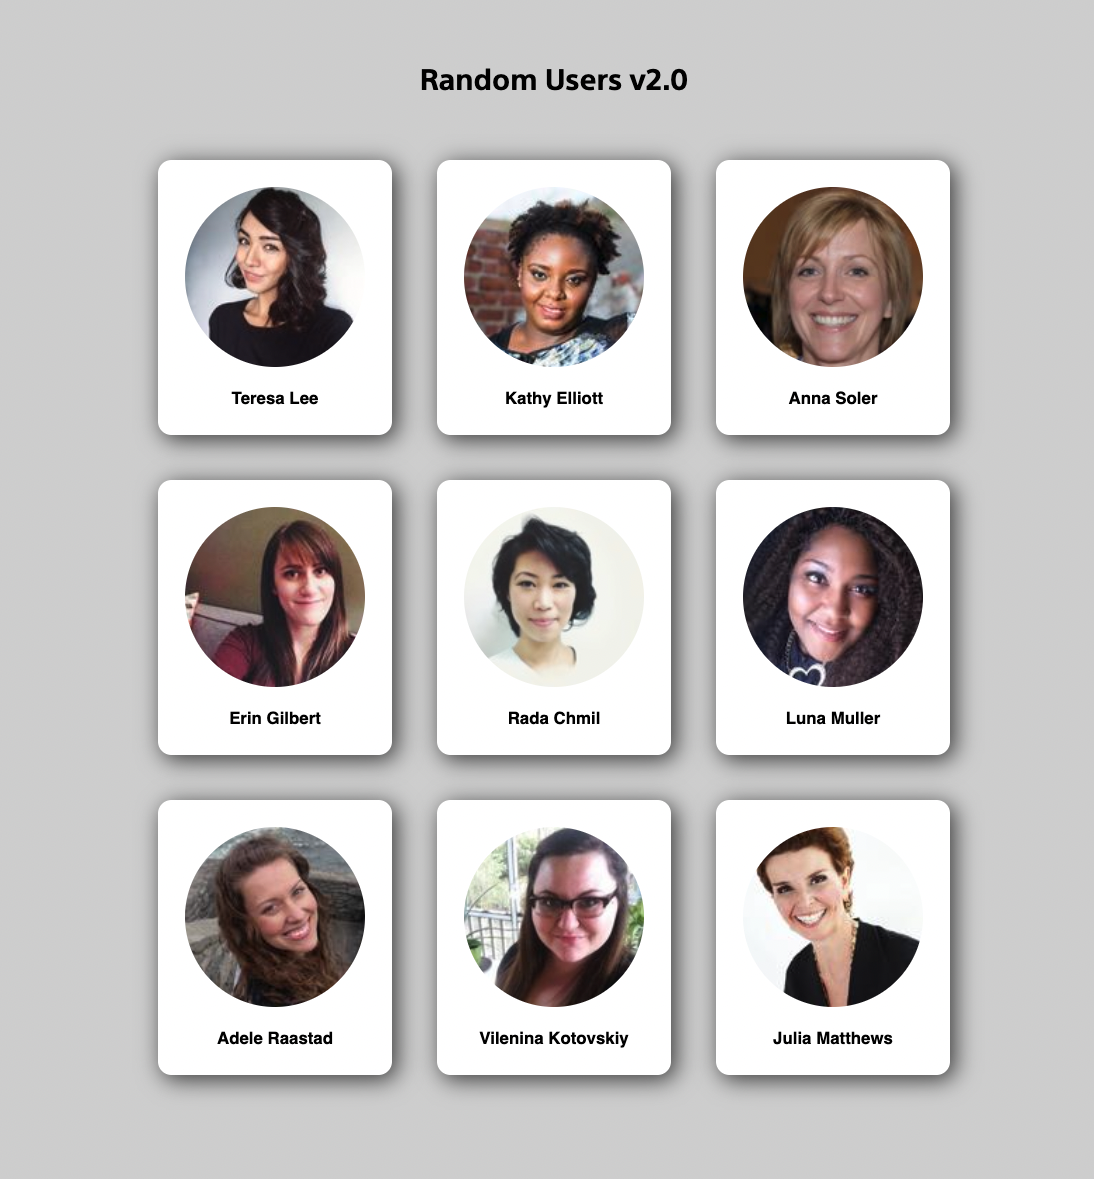 Random Users v2.0
Teresa Lee
Kathy Elliott
Anna Soler
Erin Gilbert
Rada Chmil
Luna Muller
Adele Raastad
Vilenina Kotovskiy
Julia Matthews